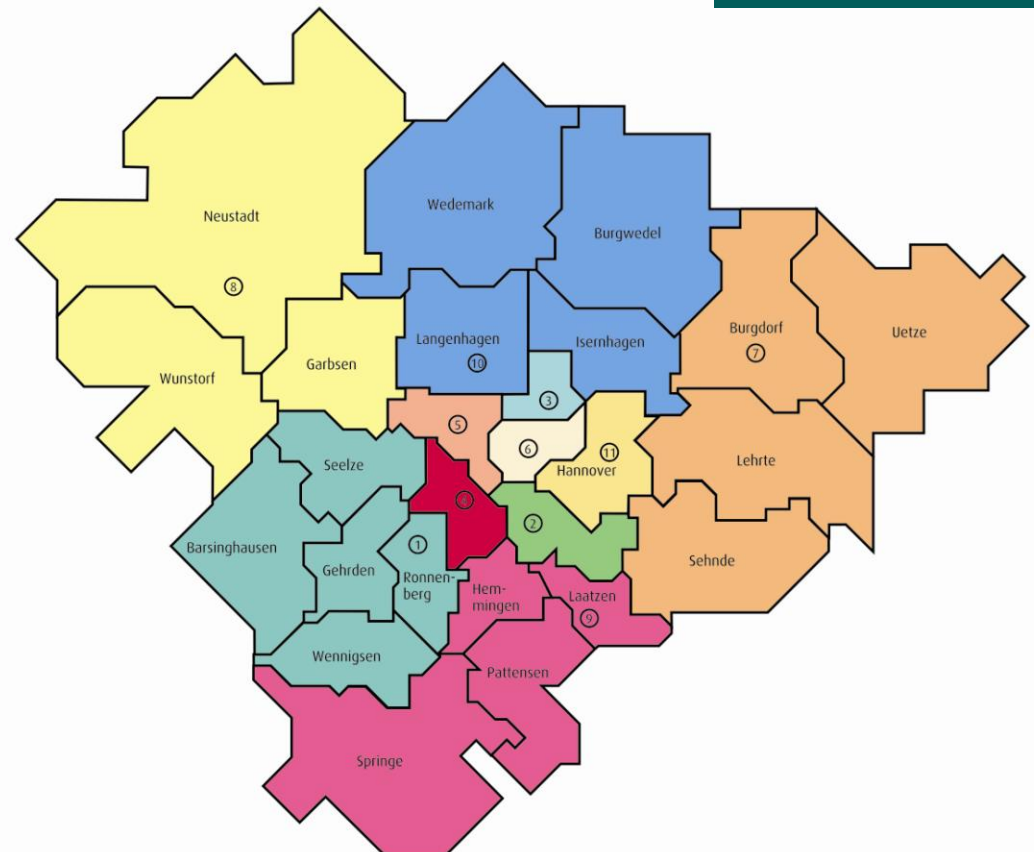 Neustadt
Wedemark
Burgwedel
8
Langenhagen
Isernhagen
Burgdorf
Uetze
10
7
Wunstorf
Garbsen
3
5
6
11
Hannover
Lehrte
Seelze
4
2
1
Barsinghausen
Gehrden
Ronnen-
berg
Hem-
mingen
Laatzen
9
Sehnde
Wennigsen
Pattensen
Springe